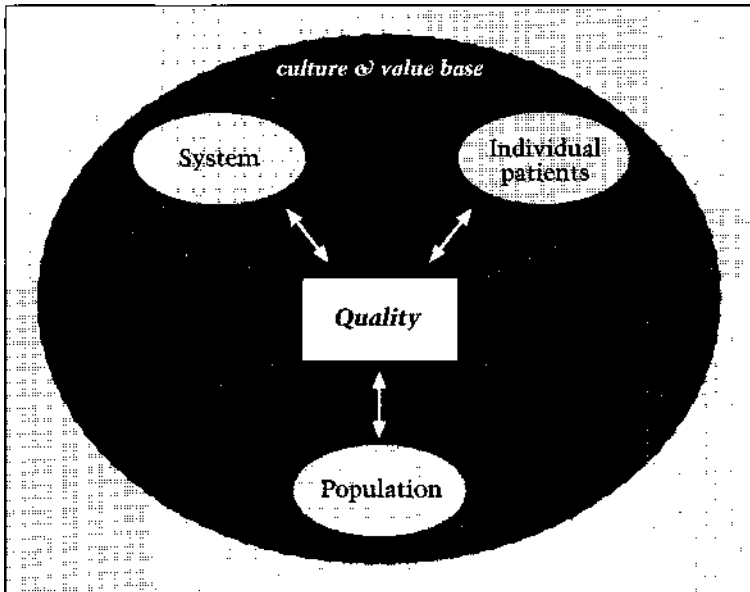 culture & value base
System
Individual
patients
Quality
Population